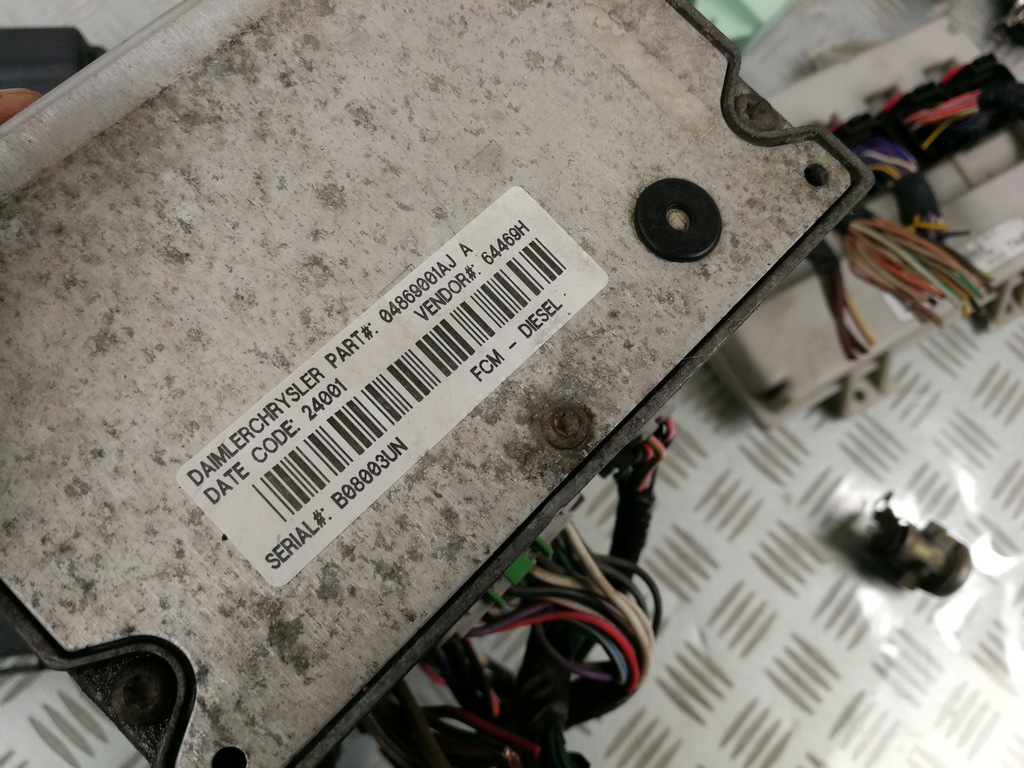 DAIMLERCHRYSLER PART#: 04869001AJ A
DATE CODE 24001 VENDOR#: 64469H
SERIAL#: B08003UN FCM - DIESEL